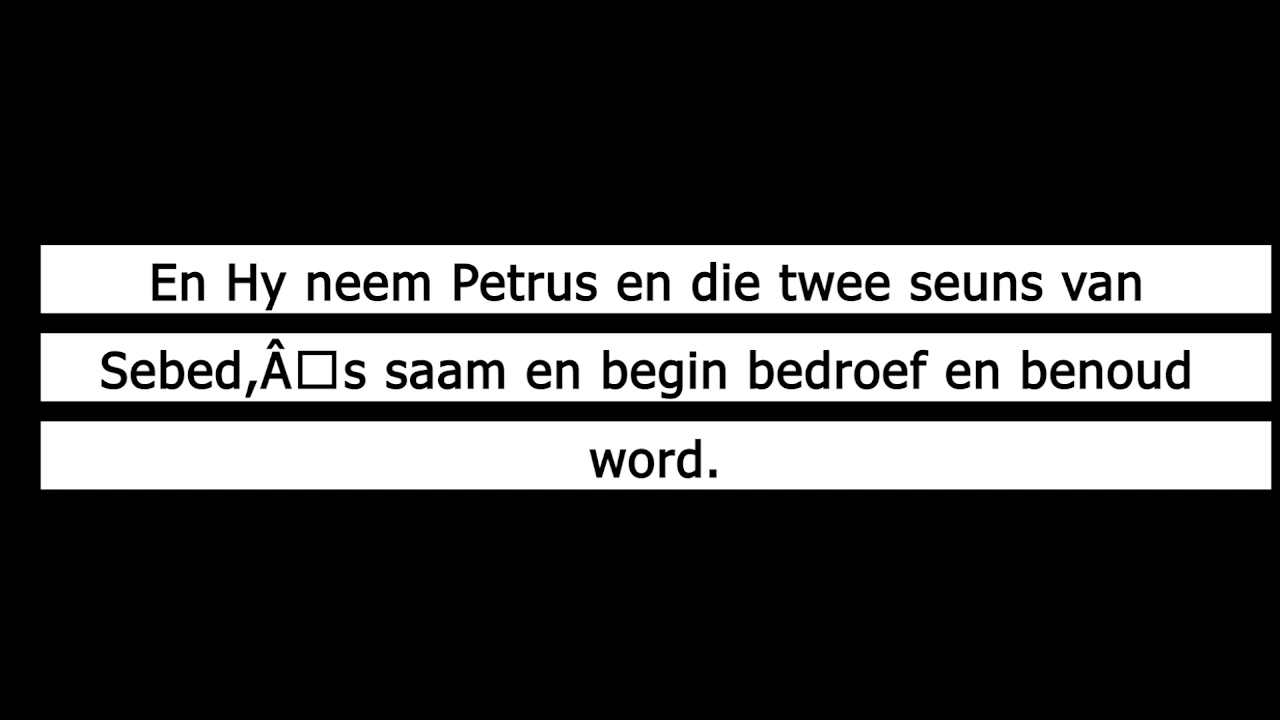 En Hy neem Petrus en die twee seuns van
Sebed,Â□s saam en begin bedroef en benoud
word.